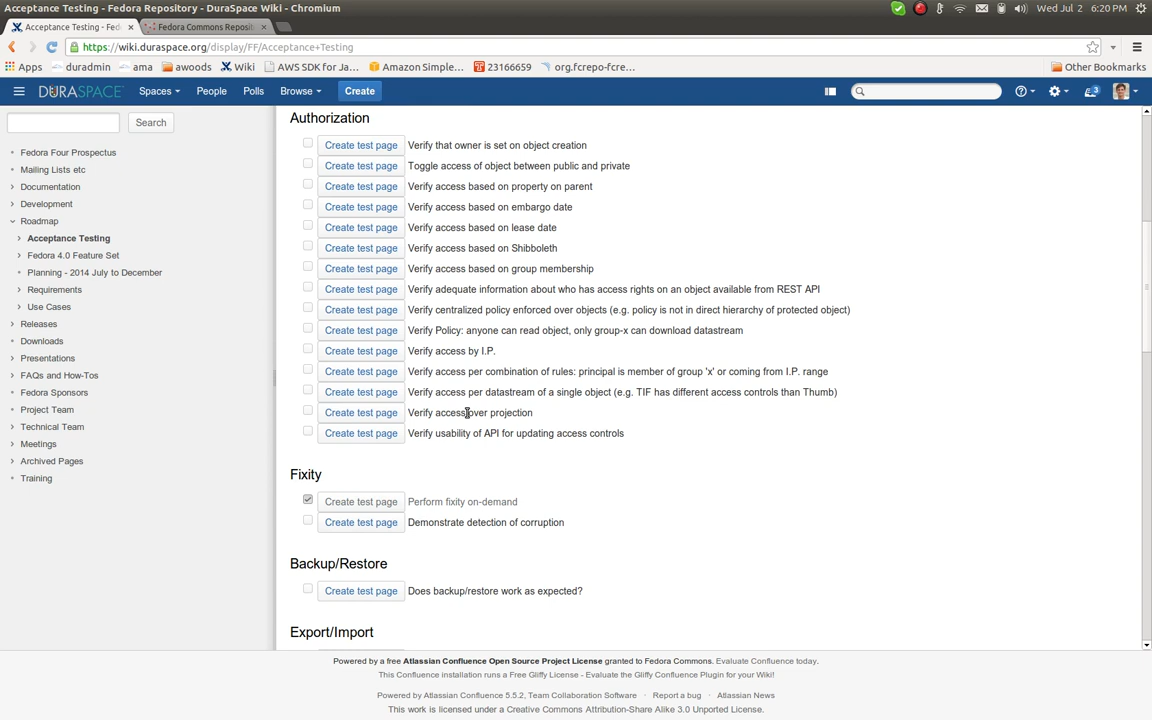 Acceptance Testing - Fedora Repository - DuraSpace Wiki - Chromium
Wed Jul 2 6:20 PM
Acceptance Testing - Fed
Fedora Commons Reposit
https://wiki.duraspace.org/display/FF/Acceptance+Testing
Apps duradmin ama awoods Wiki AWS SDK for Ja... Amazon Simple... 23166659 org.fcrepo-fcre... Other Bookmarks
DURASPACE Spaces People Polls Browse Create 3
Search
Fedora Four Prospectus
Mailing Lists etc
Documentation
Development
Roadmap
Acceptance Testing
Fedora 4.0 Feature Set
Planning - 2014 July to December
Requirements
Use Cases
Releases
Downloads
Presentations
FAQs and How-Tos
Fedora Sponsors
Project Team
Technical Team
Meetings
Archived Pages
Training
Authorization
Create test page Verify that owner is set on object creation
Create test page Toggle access of object between public and private
Create test page Verify access based on property on parent
Create test page Verify access based on embargo date
Create test page Verify access based on lease date
Create test page Verify access based on Shibboleth
Create test page Verify access based on group membership
Create test page Verify adequate information about who has access rights on an object available from REST API
Create test page Verify centralized policy enforced over objects (e.g. policy is not in direct hierarchy of protected object)
Create test page Verify Policy: anyone can read object, only group-x can download datastream
Create test page Verify access by I.P.
Create test page Verify access per combination of rules: principal is member of group 'x' or coming from I.P. range
Create test page Verify access per datastream of a single object (e.g. TIF has different access controls than Thumb)
Create test page Verify access over projection
Create test page Verify usability of API for updating access controls
Fixity
Create test page Perform fixity on-demand
Create test page Demonstrate detection of corruption
Backup/Restore
Create test page Does backup/restore work as expected?
Export/Import
Powered by a free Atlassian Confluence Open Source Project License granted to Fedora Commons. Evaluate Confluence today.
This Confluence installation runs a Free Gliffy License - Evaluate the Gliffy Confluence Plugin for your Wiki!
Powered by Atlassian Confluence 5.5.2, Team Collaboration Software · Report a bug · Atlassian News
This work is licensed under a Creative Commons Attribution-Share Alike 3.0 Unported License.